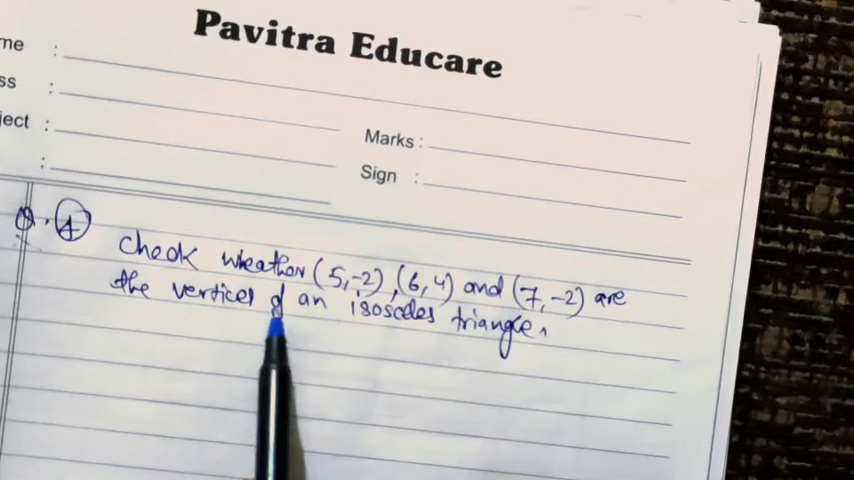 Pavitra Educare
me :
ss :
ject :
Marks :
:
Sign :
Q. 4
Check wheather (5,-2), (6,4) and (7,-2) are
the vertices of an isosceles triangle.